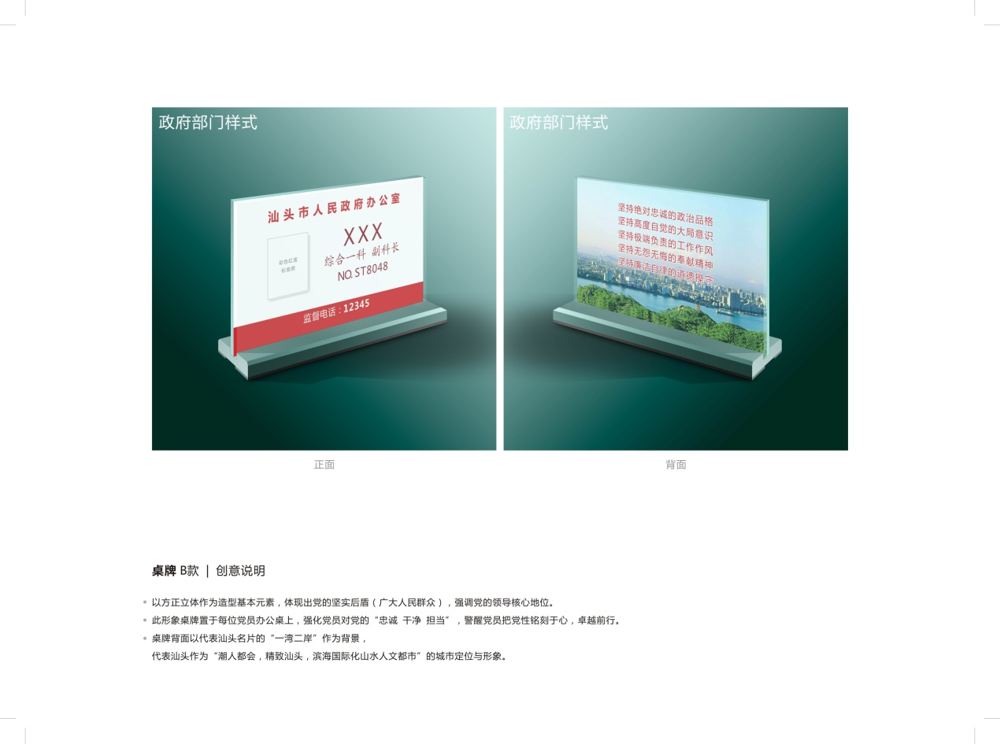 政府部门样式
汕头市人民政府办公室
彩色红底
标准照
XXX
综合一科 副科长
NO. ST8048
监督电话：12345
正面
政府部门样式
坚持绝对忠诚的政治品格
坚持高度自觉的大局意识
坚持极端负责的工作作风
坚持无怨无悔的奉献精神
坚持廉洁自律的道德操守
背面
桌牌 B款 | 创意说明
以方正立体作为造型基本元素，体现出党的坚实后盾（广大人民群众），强调党的领导核心地位。
此形象桌牌置于每位党员办公桌上，强化党员对党的“忠诚 干净 担当”，警醒党员把党性铭刻于心，卓越前行。
桌牌背面以代表汕头名片的“一湾二岸”作为背景，
代表汕头作为“潮人都会，精致汕头，滨海国际化山水人文都市”的城市定位与形象。